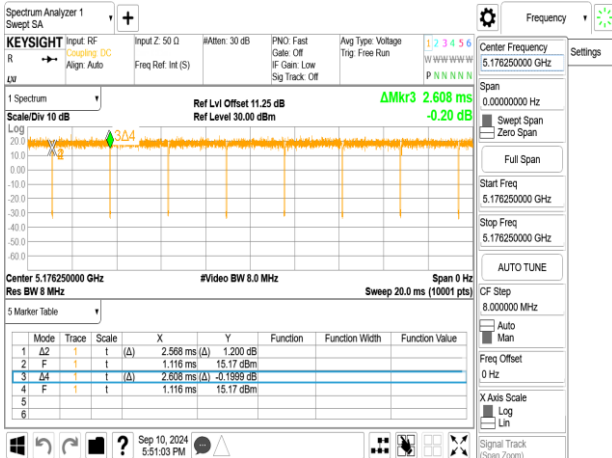 Spectrum Analyzer 1
Swept SA
+
Frequency
KEYSIGHT
R
Input: RF
Coupling: DC
Align: Auto
Input Z: 50 Ω
Freq Ref: Int (S)
#Atten: 30 dB
PNO: Fast
Gate: Off
IF Gain: Low
Sig Track: Off
Avg Type: Voltage
Trig: Free Run
1 2 3 4 5 6
W W W W W W
P N N N N N
LXI
1 Spectrum
Scale/Div 10 dB
Ref Lvl Offset 11.25 dB
Ref Level 30.00 dBm
ΔMkr3 2.608 ms
-0.20 dB
Log
20.0
10.0
0.00
-10.0
-20.0
-30.0
-40.0
-50.0
-60.0
3Δ4
Center 5.176250000 GHz
Res BW 8 MHz
#Video BW 8.0 MHz
Span 0 Hz
Sweep 20.0 ms (10001 pts)
5 Marker Table
Mode Trace Scale X Y Function Function Width Function Value
1 Δ2 1 t (Δ) 2.568 ms (Δ) 1.200 dB
2 F 1 t 1.116 ms 15.17 dBm
3 Δ4 1 t (Δ) 2.608 ms (Δ) -0.1999 dB
4 F 1 t 1.116 ms 15.17 dBm
5
6
?
Sep 10, 2024
5:51:03 PM
Center Frequency
5.176250000 GHz
Settings
Span
0.00000000 Hz
Swept Span
Zero Span
Full Span
Start Freq
5.176250000 GHz
Stop Freq
5.176250000 GHz
AUTO TUNE
CF Step
8.000000 MHz
Auto
Man
Freq Offset
0 Hz
X Axis Scale
Log
Lin
Signal Track
(Span Zoom)